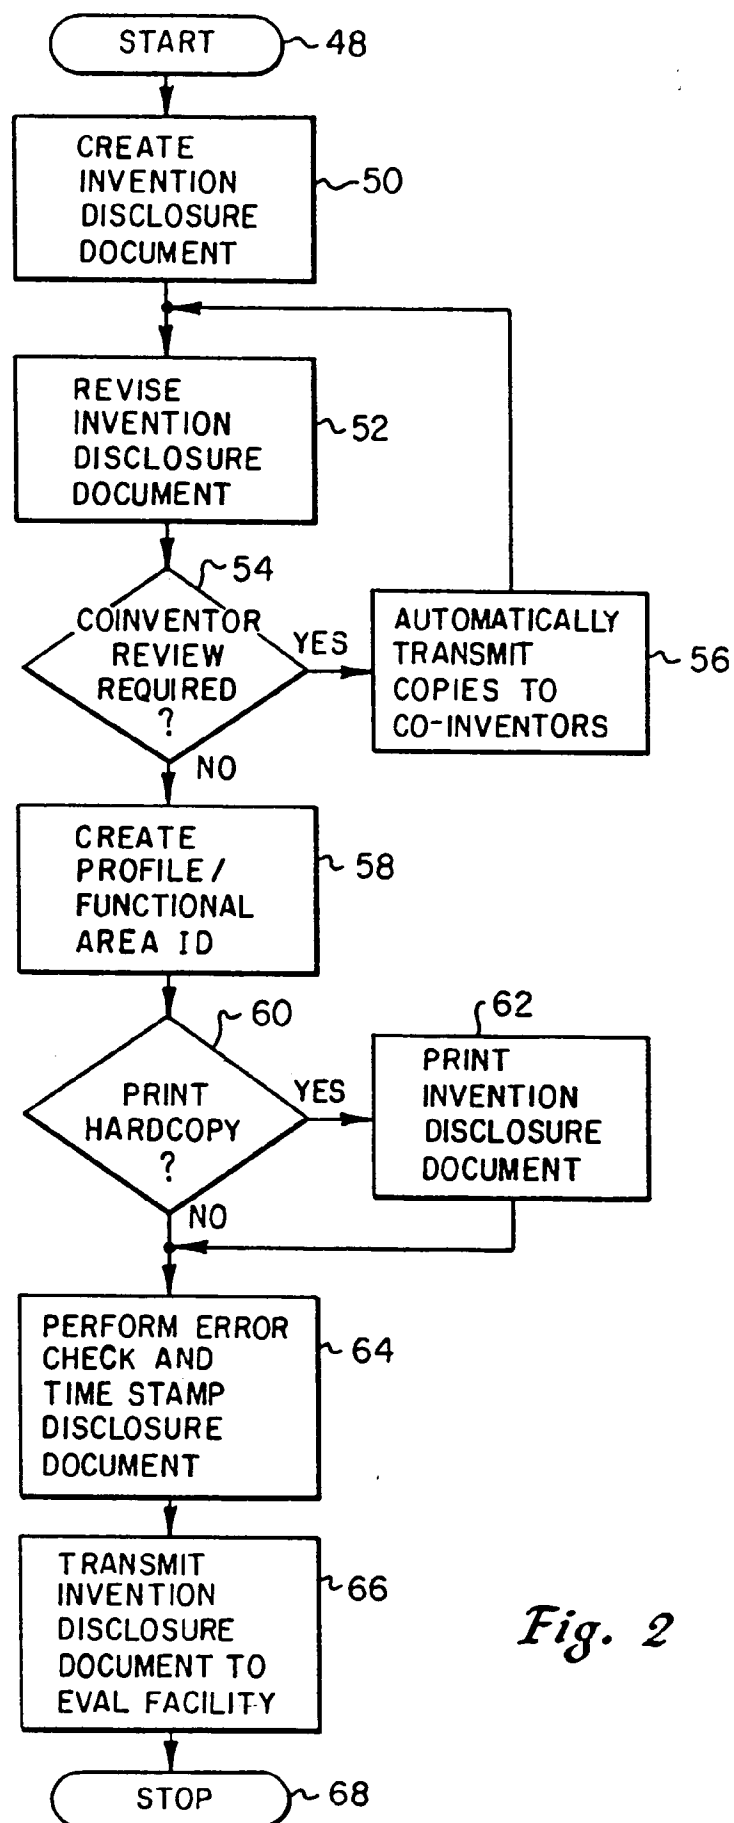 START
48
CREATE
INVENTION
DISCLOSURE
DOCUMENT
50
REVISE
INVENTION
DISCLOSURE
DOCUMENT
52
54
COINVENTOR
REVIEW
REQUIRED
?
YES
AUTOMATICALLY
TRANSMIT
COPIES TO
CO-INVENTORS
56
NO
CREATE
PROFILE/
FUNCTIONAL
AREA ID
58
60
PRINT
HARDCOPY
?
YES
62
PRINT
INVENTION
DISCLOSURE
DOCUMENT
NO
PERFORM ERROR
CHECK AND
TIME STAMP
DISCLOSURE
DOCUMENT
64
TRANSMIT
INVENTION
DISCLOSURE
DOCUMENT TO
EVAL FACILITY
66
Fig. 2
STOP
68